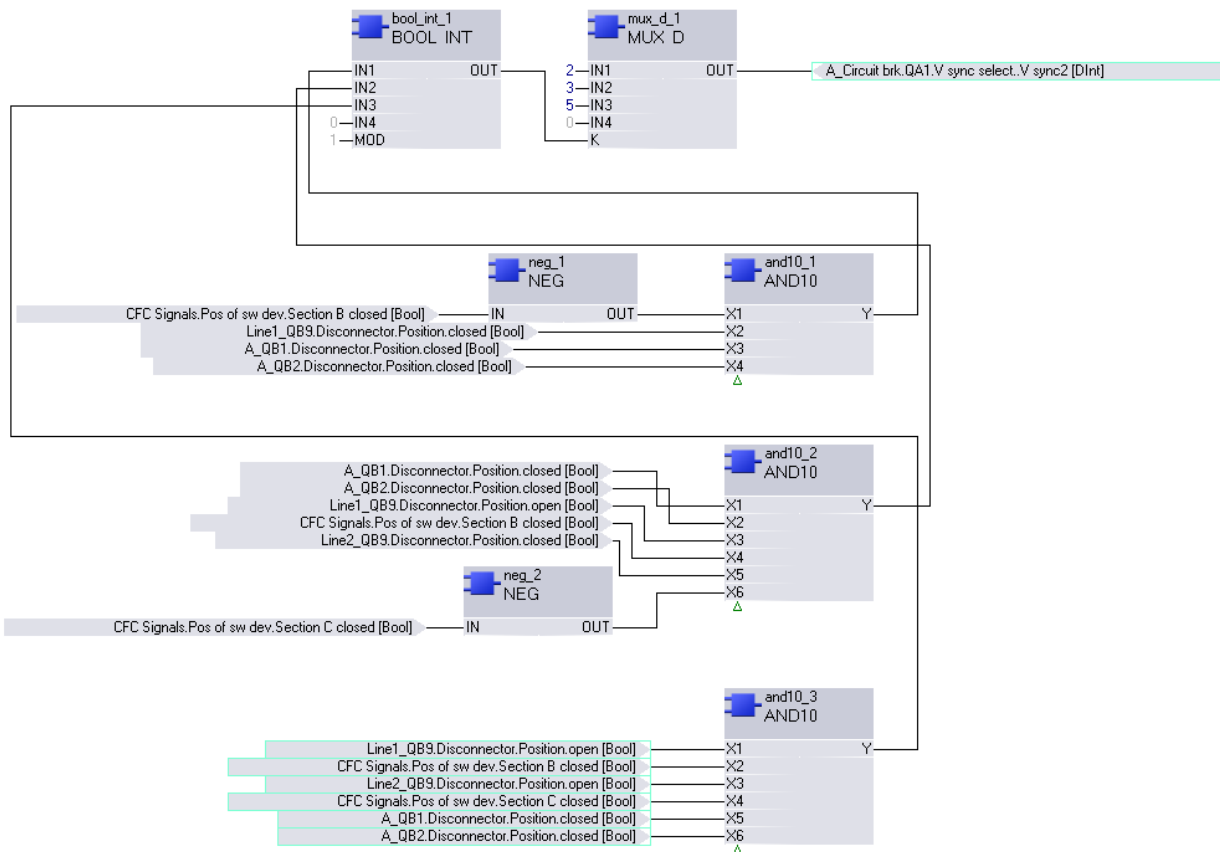 bool_int_1
BOOL_INT
IN1 OUT
IN2
IN3
0 IN4
1 MOD
mux_d_1
MUX_D
2 IN1 OUT
3 IN2
5 IN3
0 IN4
K
A_Circuit brk.QA1.V sync select..V sync2 [DInt]
neg_1
NEG
IN OUT
and10_1
AND10
X1 Y
X2
X3
X4
CFC Signals.Pos of sw dev.Section B closed [Bool]
Line1_QB9.Disconnector.Position.closed [Bool]
A_QB1.Disconnector.Position.closed [Bool]
A_QB2.Disconnector.Position.closed [Bool]
and10_2
AND10
X1 Y
X2
X3
X4
X5
X6
A_QB1.Disconnector.Position.closed [Bool]
A_QB2.Disconnector.Position.closed [Bool]
Line1_QB9.Disconnector.Position.open [Bool]
CFC Signals.Pos of sw dev.Section B closed [Bool]
Line2_QB9.Disconnector.Position.closed [Bool]
neg_2
NEG
IN OUT
CFC Signals.Pos of sw dev.Section C closed [Bool]
and10_3
AND10
X1 Y
X2
X3
X4
X5
X6
Line1_QB9.Disconnector.Position.open [Bool]
CFC Signals.Pos of sw dev.Section B closed [Bool]
Line2_QB9.Disconnector.Position.open [Bool]
CFC Signals.Pos of sw dev.Section C closed [Bool]
A_QB1.Disconnector.Position.closed [Bool]
A_QB2.Disconnector.Position.closed [Bool]